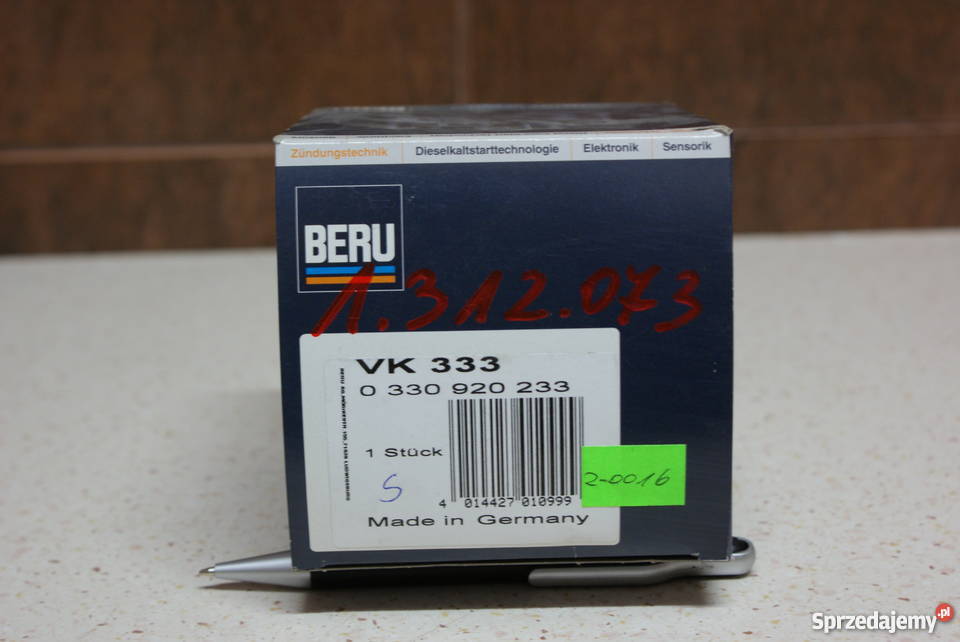 Zündungstechnik Dieselkaltstarttechnologie Elektronik Sensorik
BERU
1.312.073
VK 333
0 330 920 233
1 Stück
S
2-0016
4 014427 010999
Made in Germany
Sprzedajemy.pl